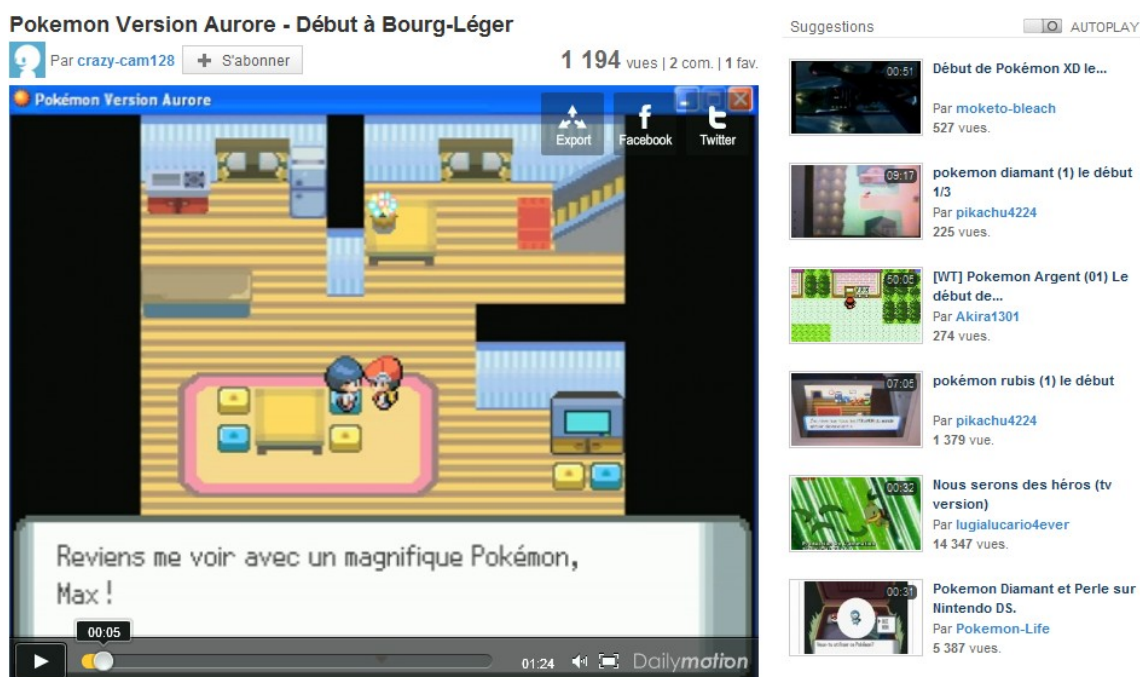 Pokemon Version Aurore - Début à Bourg-Léger
Par crazy-cam128
+ S'abonner
1 194 vues | 2 com. | 1 fav.
Pokémon Version Aurore
Export
Facebook
Twitter
Reviens me voir avec un magnifique Pokémon,
Max !
00:05
01:24
Dailymotion
Suggestions
AUTOPLAY
00:51
Début de Pokémon XD le...
Par moketo-bleach
527 vues.
09:17
pokemon diamant (1) le début
1/3
Par pikachu4224
225 vues.
50:05
[WT] Pokemon Argent (01) Le
début de...
Par Akira1301
274 vues.
07:05
pokémon rubis (1) le début
Par pikachu4224
1 379 vue.
00:32
Nous serons des héros (tv
version)
Par lugialucario4ever
14 347 vues.
00:31
Pokemon Diamant et Perle sur
Nintendo DS.
Par Pokemon-Life
5 387 vues.